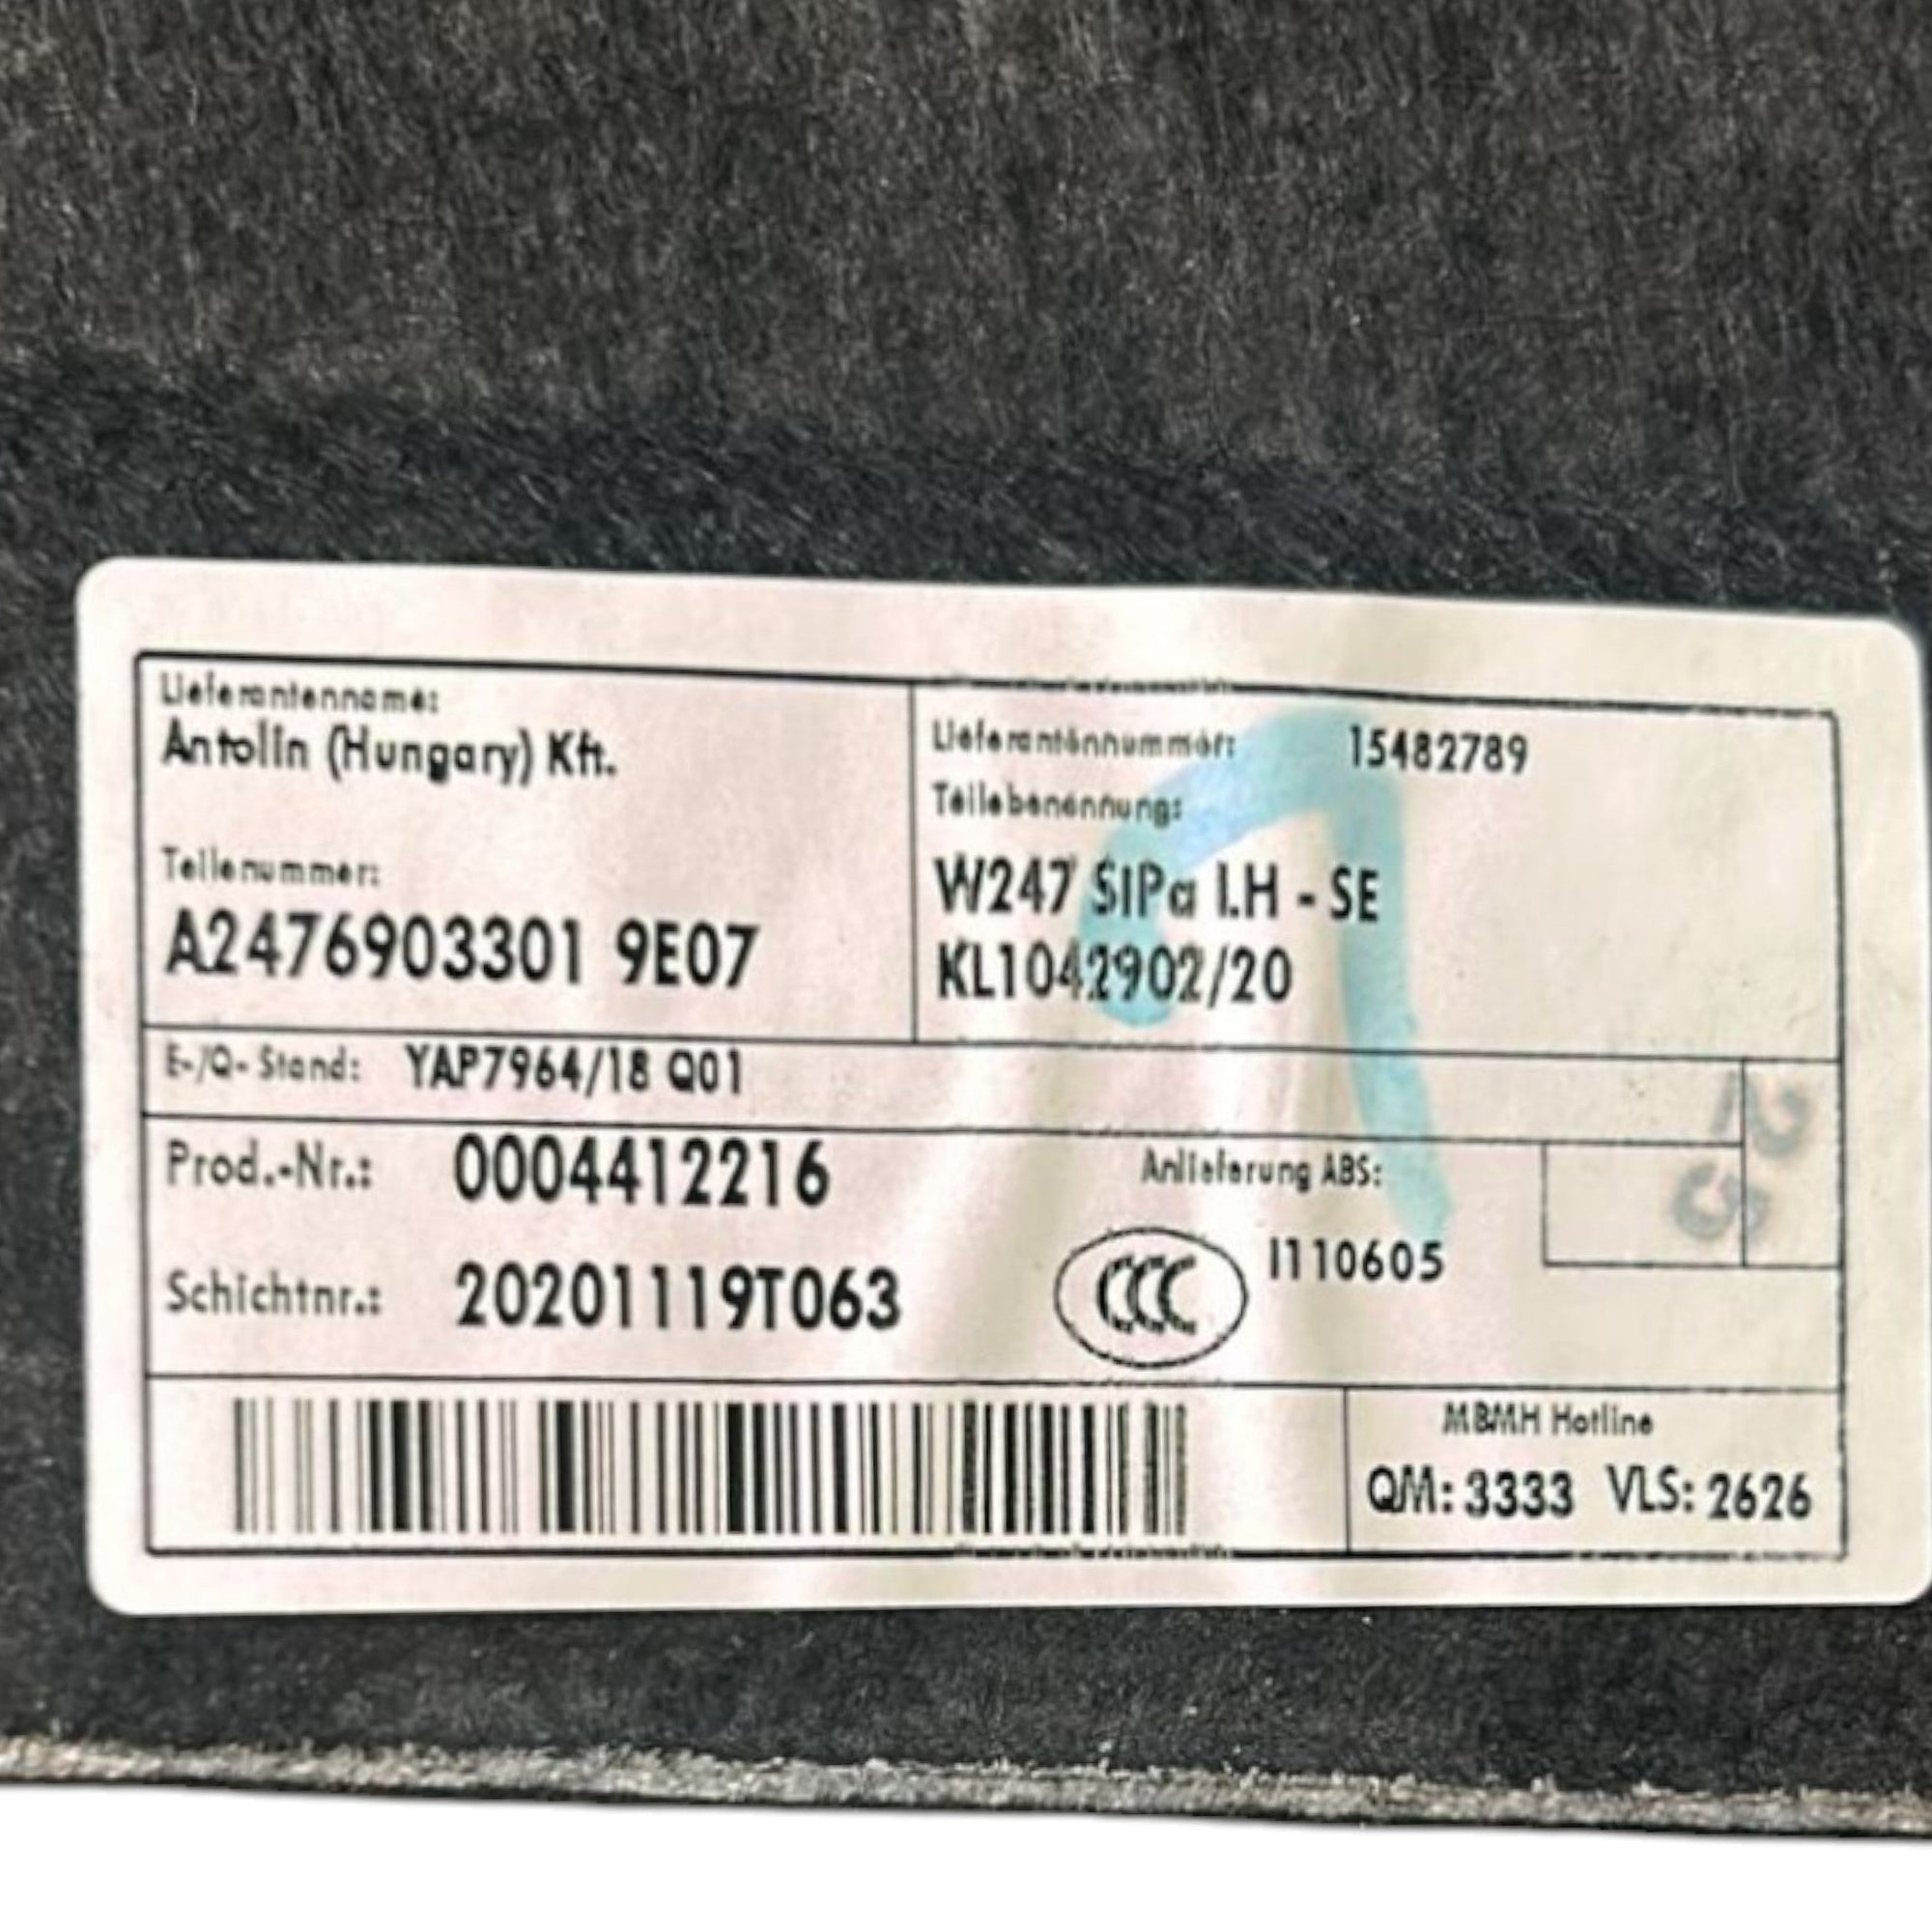 Lieferantenname:
Antolin (Hungary) Kft.
Lieferantennummer: 15482789
Teilebenennung:
Teilenummer:
W247 SIPa LH - SE
A2476903301 9E07
KL1042902/20
E-/Q- Stand: YAP7964/18 Q01
Prod.-Nr.: 0004412216
Anlieferung ABS:
I110605
Schichtnr.: 20201119T063
CCC
MBMH Hotline
QM: 3333 VLS: 2626